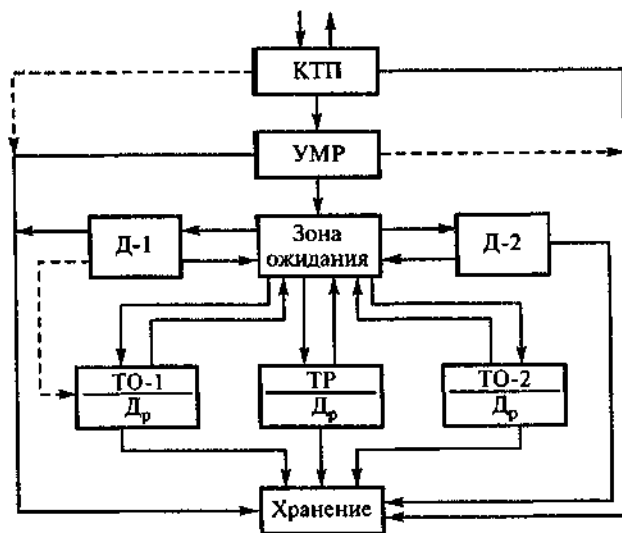 КТП
УМР
Д-1
Зона
ожидания
Д-2
ТО-1
Др
ТР
Др
ТО-2
Др
Хранение